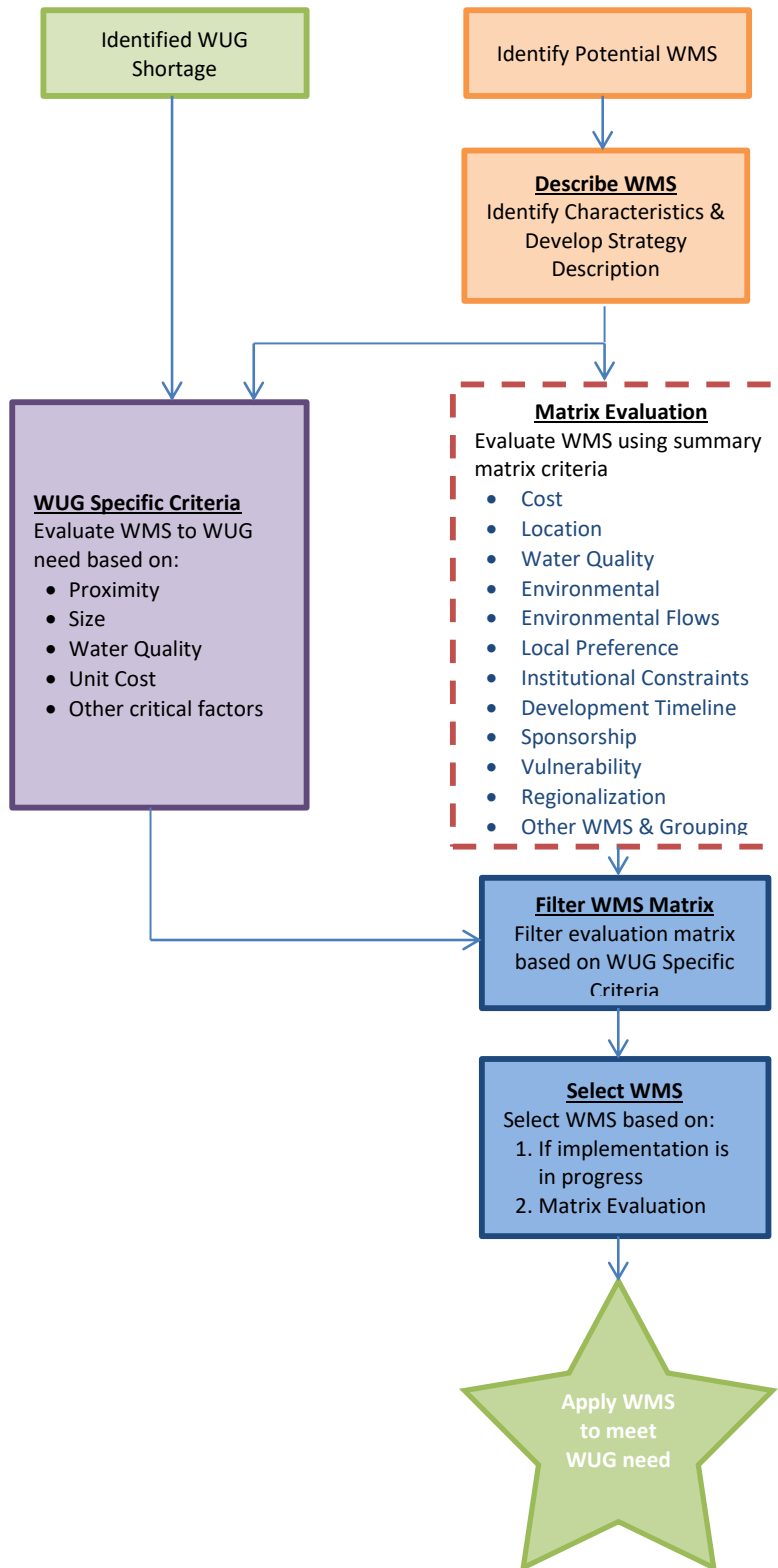 Identified WUG
Shortage
Identify Potential WMS
Describe WMS
Identify Characteristics &
Develop Strategy
Description
WUG Specific Criteria
Evaluate WMS to WUG
need based on:
• Proximity
• Size
• Water Quality
• Unit Cost
• Other critical factors
Matrix Evaluation
Evaluate WMS using summary
matrix criteria
• Cost
• Location
• Water Quality
• Environmental
• Environmental Flows
• Local Preference
• Institutional Constraints
• Development Timeline
• Sponsorship
• Vulnerability
• Regionalization
• Other WMS & Grouping
Filter WMS Matrix
Filter evaluation matrix
based on WUG Specific
Criteria
Select WMS
Select WMS based on:
1. If implementation is
in progress
2. Matrix Evaluation
Apply WMS
to meet
WUG need